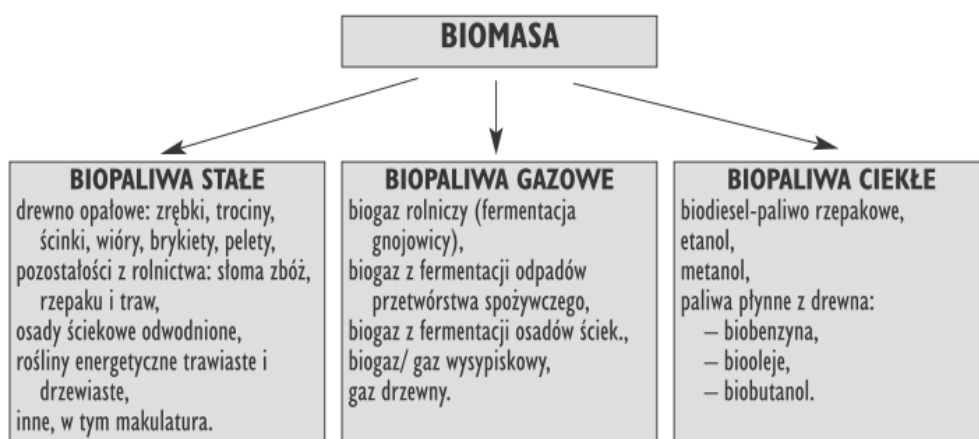 BIOMASA
BIOPALIWA STAŁE
drewno opałowe: zrębki, trociny,
ścinki, wióry, brykiety, pelety,
pozostałości z rolnictwa: słoma zbóż,
rzepaku i traw,
osady ściekowe odwodnione,
rośliny energetyczne trawiaste i
drzewiaste,
inne, w tym makulatura.
BIOPALIWA GAZOWE
biogaz rolniczy (fermentacja
gnojowicy),
biogaz z fermentacji odpadów
przetwórstwa spożywczego,
biogaz z fermentacji osadów ściek.,
biogaz/ gaz wysypiskowy,
gaz drzewny.
BIOPALIWA CIEKŁE
biodiesel-paliwo rzepakowe,
etanol,
metanol,
paliwa płynne z drewna:
– biobenzyna,
– biooleje,
– biobutanol.